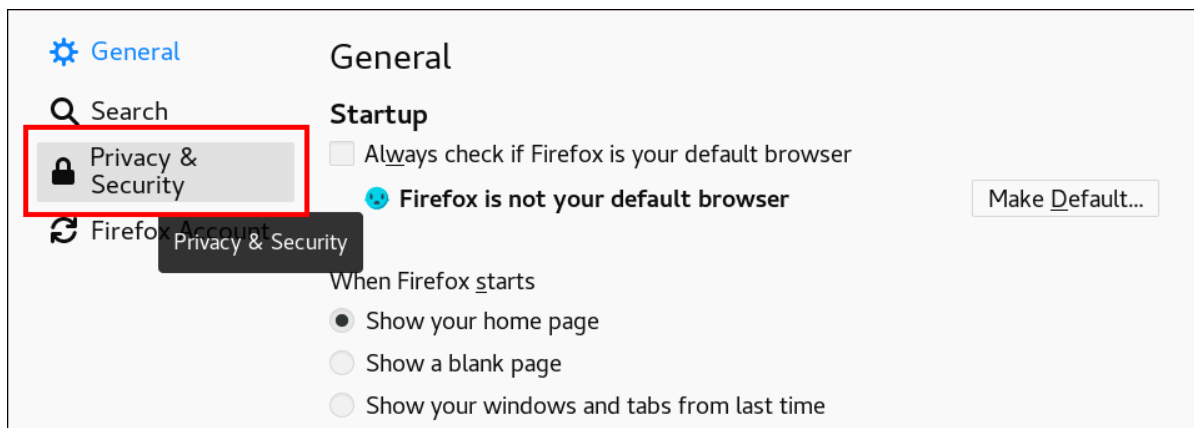 General
Search
Privacy &
Security
Firefox Account
Privacy & Security
General
Startup
Always check if Firefox is your default browser
Firefox is not your default browser
Make Default...
When Firefox starts
Show your home page
Show a blank page
Show your windows and tabs from last time